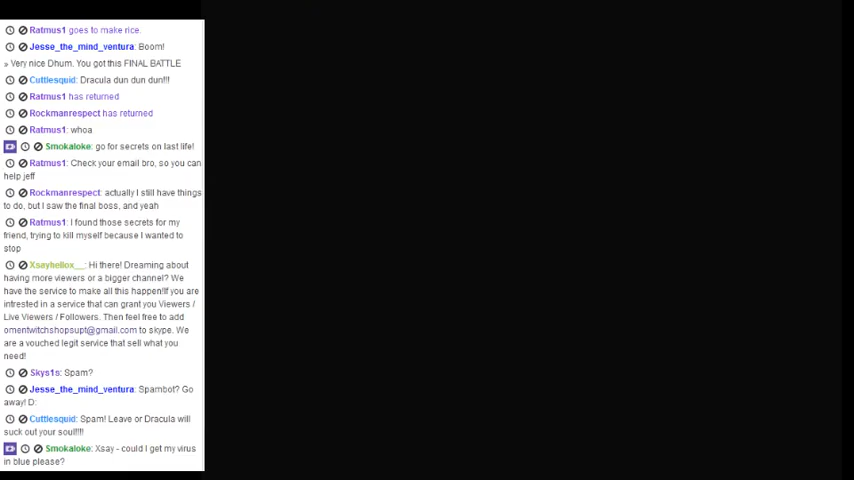 Ratmus1 goes to make rice.
Jesse_the_mind_ventura: Boom!
» Very nice Dhum. You got this FINAL BATTLE
Cuttlesquid: Dracula dun dun dun!!!
Ratmus1 has returned
Rockmanrespect has returned
Ratmus1: whoa
Smokaloke: go for secrets on last life!
Ratmus1: Check your email bro, so you can
help jeff
Rockmanrespect: actually I still have things
to do, but I saw the final boss, and yeah
Ratmus1: I found those secrets for my
friend, trying to kill myself because I wanted to
stop
Xsayhellox__: Hi there! Dreaming about
having more viewers or a bigger channel? We
have the service to make all this happen!If you are
intrested in a service that can grant you Viewers /
Live Viewers / Followers. Then feel free to add
omentwitchshopsupt@gmail.com to skype. We
are a vouched legit service that sell what you
need!
Skys1s: Spam?
Jesse_the_mind_ventura: Spambot? Go
away! D:
Cuttlesquid: Spam! Leave or Dracula will
suck out your soul!!!!
Smokaloke: Xsay - could I get my virus
in blue please?